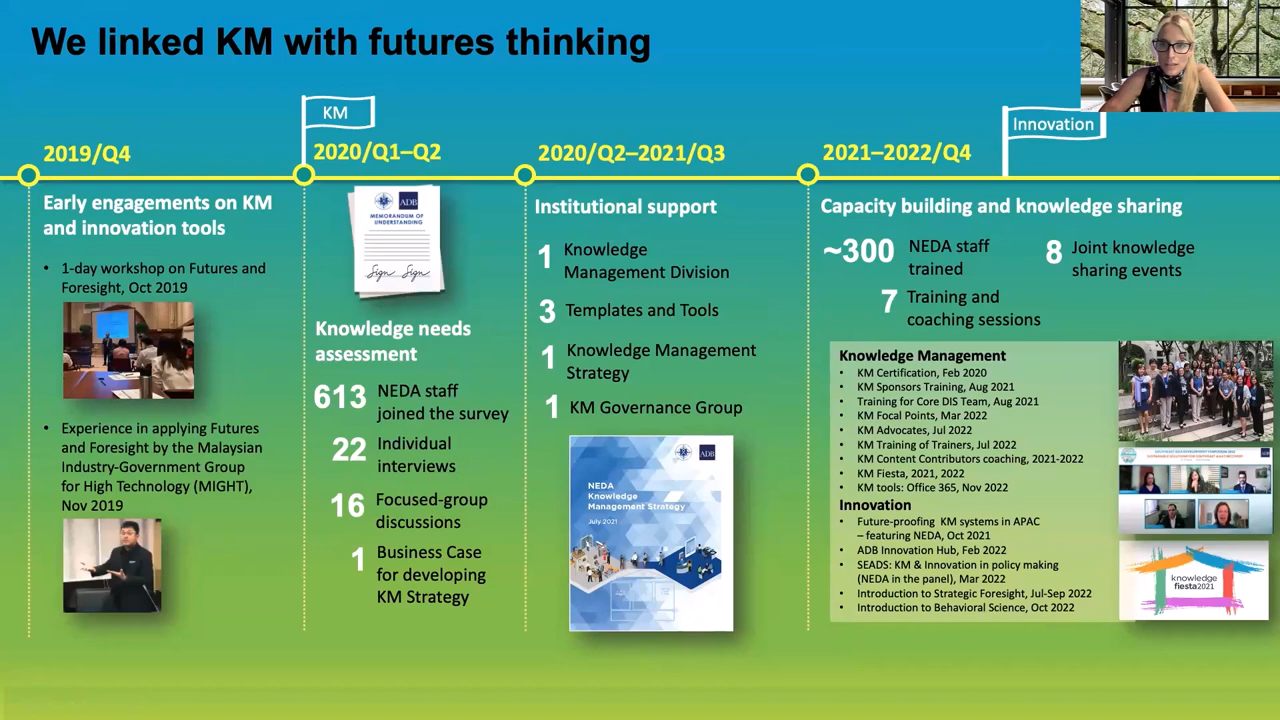 We linked KM with futures thinking
KM
Innovation
2019/Q4
Early engagements on KM
and innovation tools
• 1-day workshop on Futures and
Foresight, Oct 2019
• Experience in applying Futures
and Foresight by the Malaysian
Industry-Government Group
for High Technology (MIGHT),
Nov 2019
2020/Q1–Q2
ADB
MEMORANDUM OF
UNDERSTANDING
Sign Sign
Knowledge needs
assessment
613 NEDA staff
joined the survey
22 Individual
interviews
16 Focused-group
discussions
1 Business Case
for developing
KM Strategy
2020/Q2–2021/Q3
Institutional support
1 Knowledge
Management Division
3 Templates and Tools
1 Knowledge Management
Strategy
1 KM Governance Group
ADB
NEDA
Knowledge
Management Strategy
July 2021
2021–2022/Q4
Capacity building and knowledge sharing
~300 NEDA staff
trained
8 Joint knowledge
sharing events
7 Training and
coaching sessions
Knowledge Management
• KM Certification, Feb 2020
• KM Sponsors Training, Aug 2021
• Training for Core DIS Team, Aug 2021
• KM Focal Points, Mar 2022
• KM Advocates, Jul 2022
• KM Training of Trainers, Jul 2022
• KM Content Contributors coaching, 2021-2022
• KM Fiesta, 2021, 2022
• KM tools: Office 365, Nov 2022
Innovation
• Future-proofing KM systems in APAC
– featuring NEDA, Oct 2021
• ADB Innovation Hub, Feb 2022
• SEADS: KM & Innovation in policy making
(NEDA in the panel), Mar 2022
• Introduction to Strategic Foresight, Jul-Sep 2022
• Introduction to Behavioral Science, Oct 2022
knowledge
fiesta2021